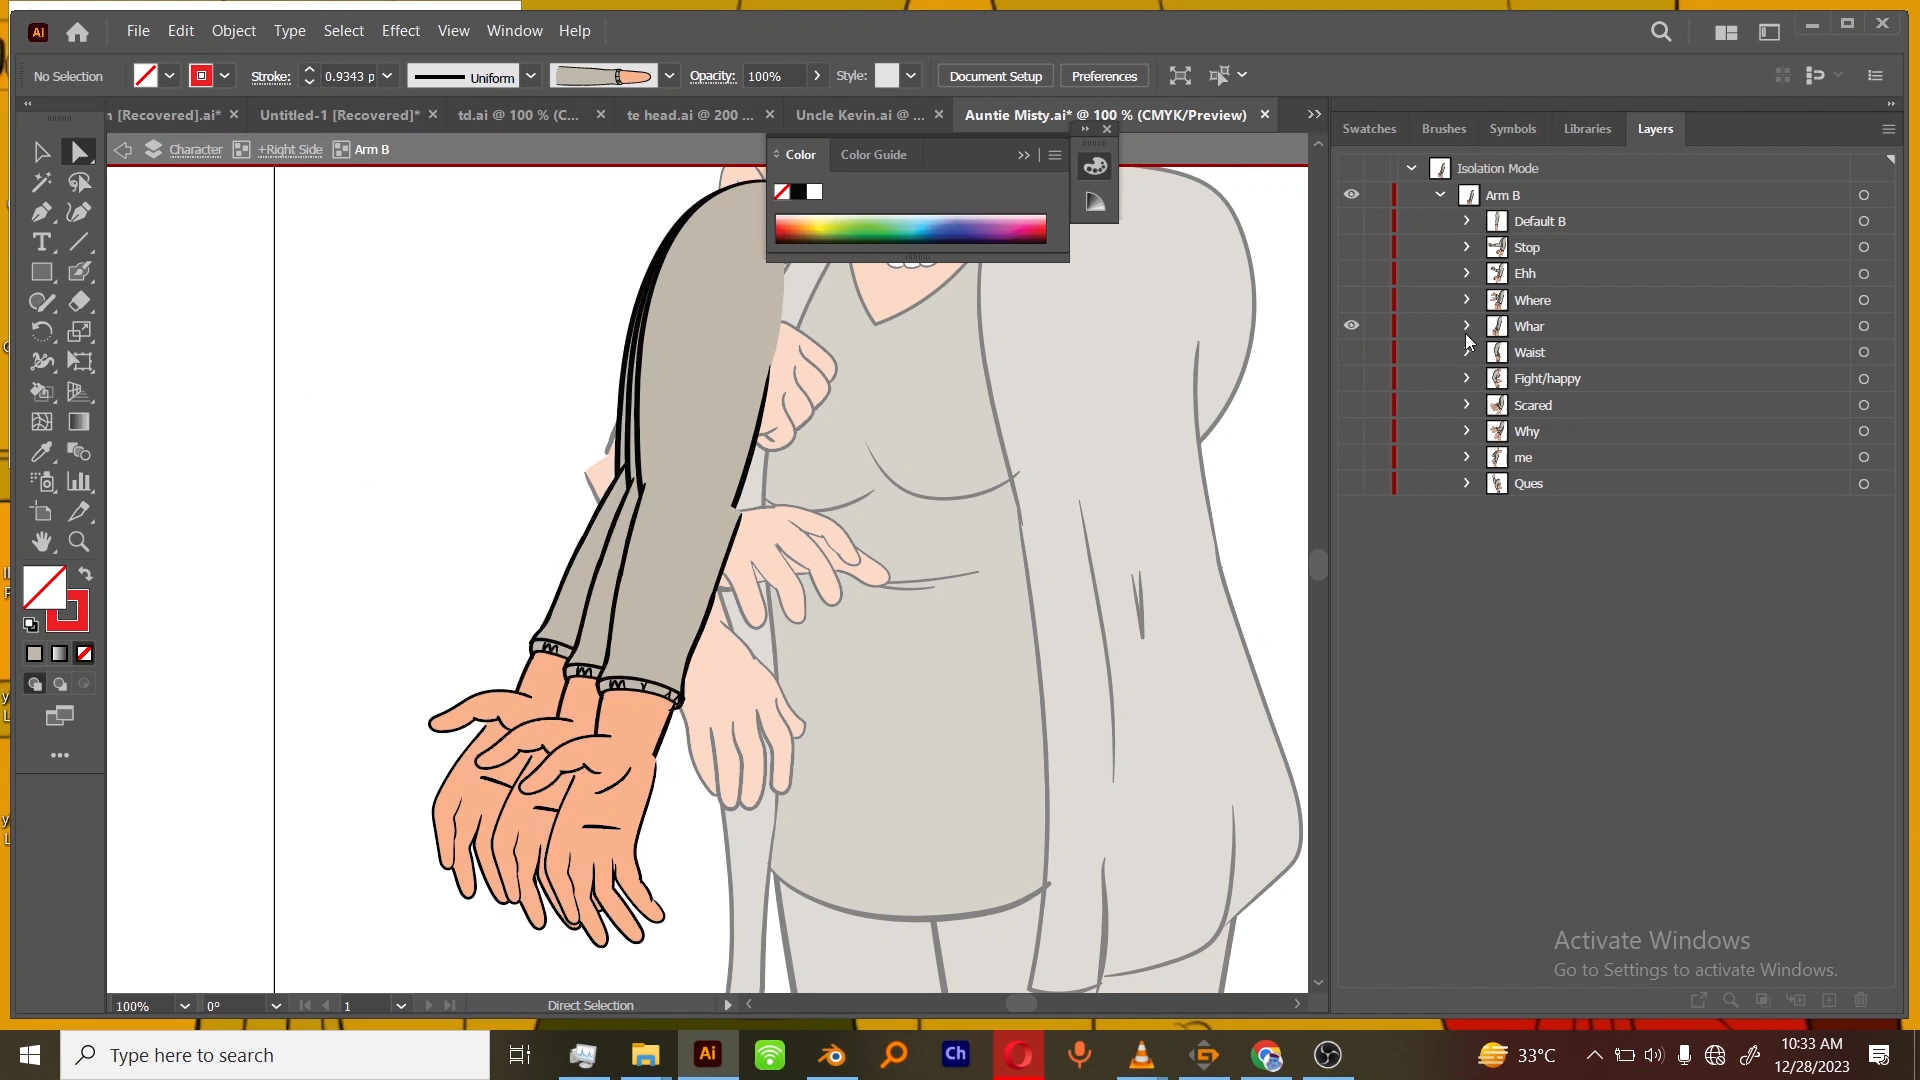 Ai
File Edit Object Type Select Effect View Window Help
No Selection
Stroke:
0.9343 p
Uniform
Opacity:
100%
Style:
Document Setup
Preferences
[Recovered].ai*
Untitled-1 [Recovered]*
td.ai @ 100 % (C...
te head.ai @ 200 ...
Uncle Kevin.ai @ ...
Auntie Misty.ai* @ 100 % (CMYK/Preview)
Swatches
Brushes
Symbols
Libraries
Layers
Character
+Right Side
Arm B
Color
Color Guide
Isolation Mode
Arm B
Default B
Stop
Ehh
Where
Whar
Waist
Fight/happy
Scared
Why
me
Ques
Activate Windows
Go to Settings to activate Windows.
100%
0°
1
Direct Selection
Type here to search
Ai
Ch
33°C
10:33 AM
12/28/2023